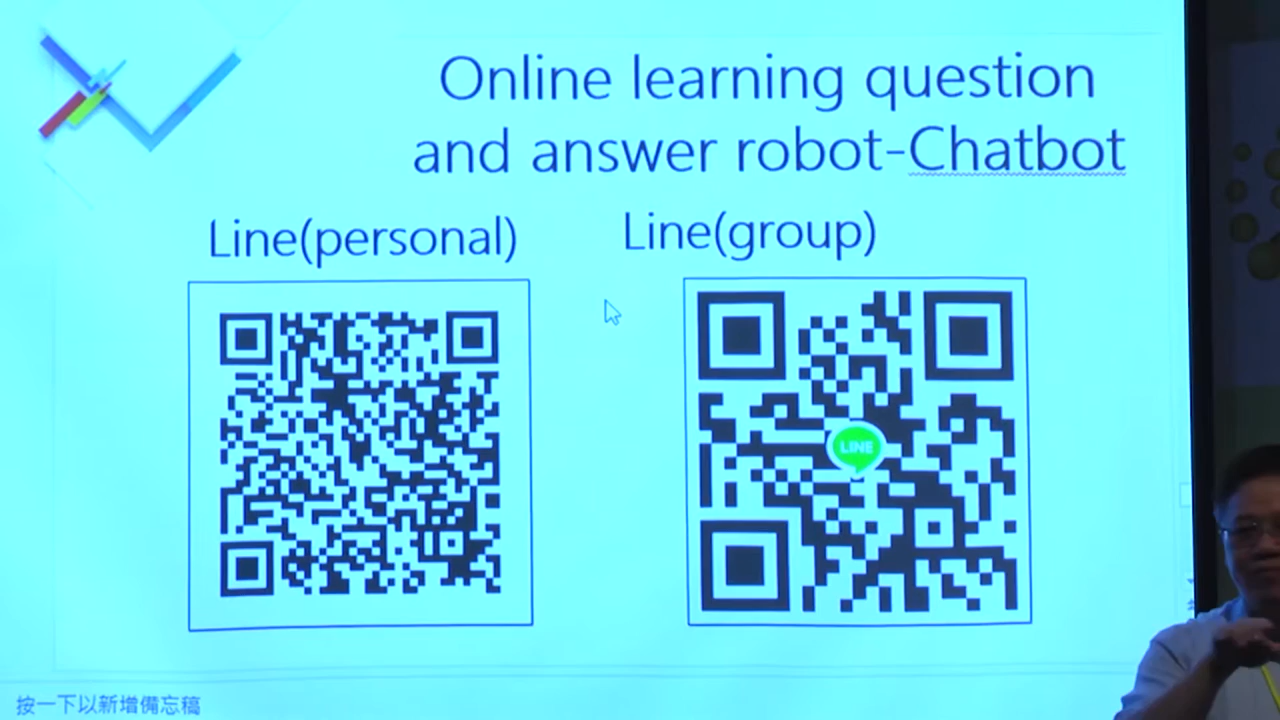 Online learning question
and answer robot-Chatbot
Line(personal)
Line(group)
LINE
按一下以新增備忘稿